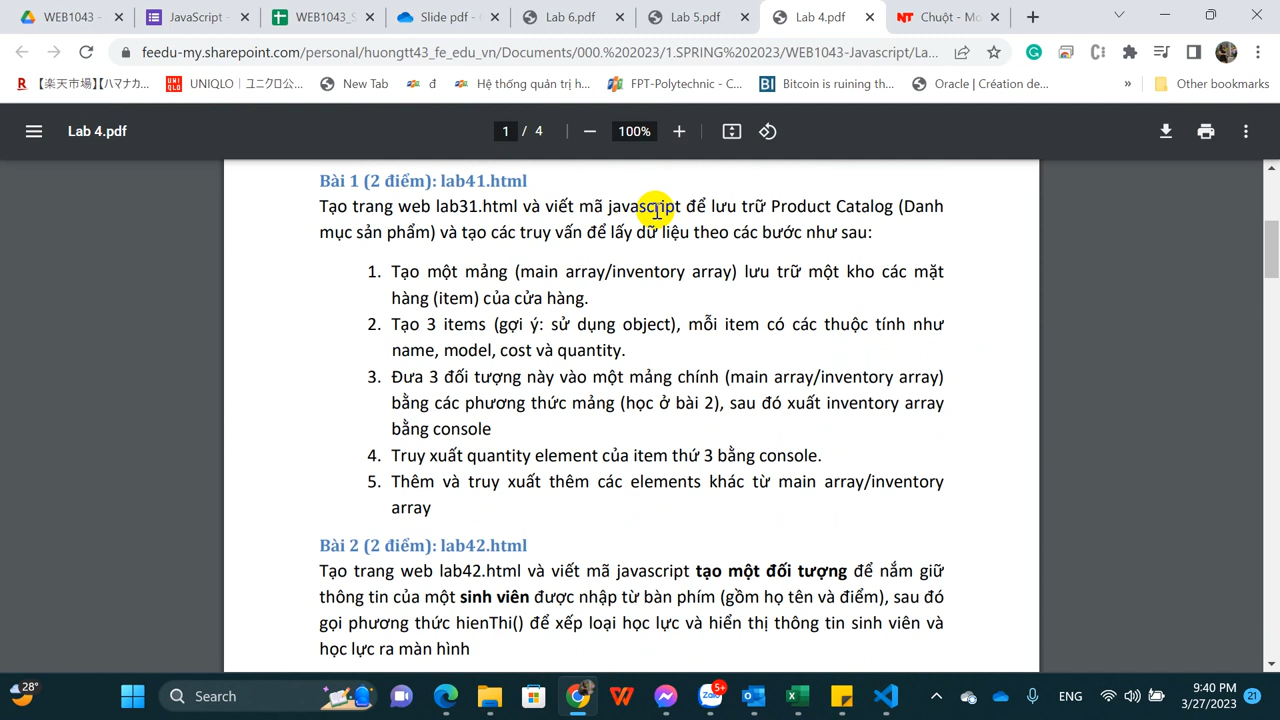 WEB1043 -
JavaScript -
WEB1043_S
Slide pdf -
Lab 6.pdf
Lab 5.pdf
Lab 4.pdf
Chuột - M
feedu-my.sharepoint.com/personal/huongtt43_fe_edu_vn/Documents/000.%202023/1.SPRING%202023/WEB1043-Javascript/La...
【楽天市場】【ハマナカ...
UNIQLO｜ユニクロ公...
New Tab
đ
Hệ thống quản trị h...
FPT-Polytechnic - C...
Bitcoin is ruining th...
Oracle | Création de...
»
Other bookmarks
Lab 4.pdf
1 / 4
100%
Bài 1 (2 điểm): lab41.html
Tạo trang web lab31.html và viết mã javascript để lưu trữ Product Catalog (Danh
mục sản phẩm) và tạo các truy vấn để lấy dữ liệu theo các bước như sau:
1. Tạo một mảng (main array/inventory array) lưu trữ một kho các mặt
hàng (item) của cửa hàng.
2. Tạo 3 items (gợi ý: sử dụng object), mỗi item có các thuộc tính như
name, model, cost và quantity.
3. Đưa 3 đối tượng này vào một mảng chính (main array/inventory array)
bằng các phương thức mảng (học ở bài 2), sau đó xuất inventory array
bằng console
4. Truy xuất quantity element của item thứ 3 bằng console.
5. Thêm và truy xuất thêm các elements khác từ main array/inventory
array
Bài 2 (2 điểm): lab42.html
Tạo trang web lab42.html và viết mã javascript tạo một đối tượng để nắm giữ
thông tin của một sinh viên được nhập từ bàn phím (gồm họ tên và điểm), sau đó
gọi phương thức hienThi() để xếp loại học lực và hiển thị thông tin sinh viên và
học lực ra màn hình
28°
Search
5+
Zalo
ENG
9:40 PM
3/27/2023
21